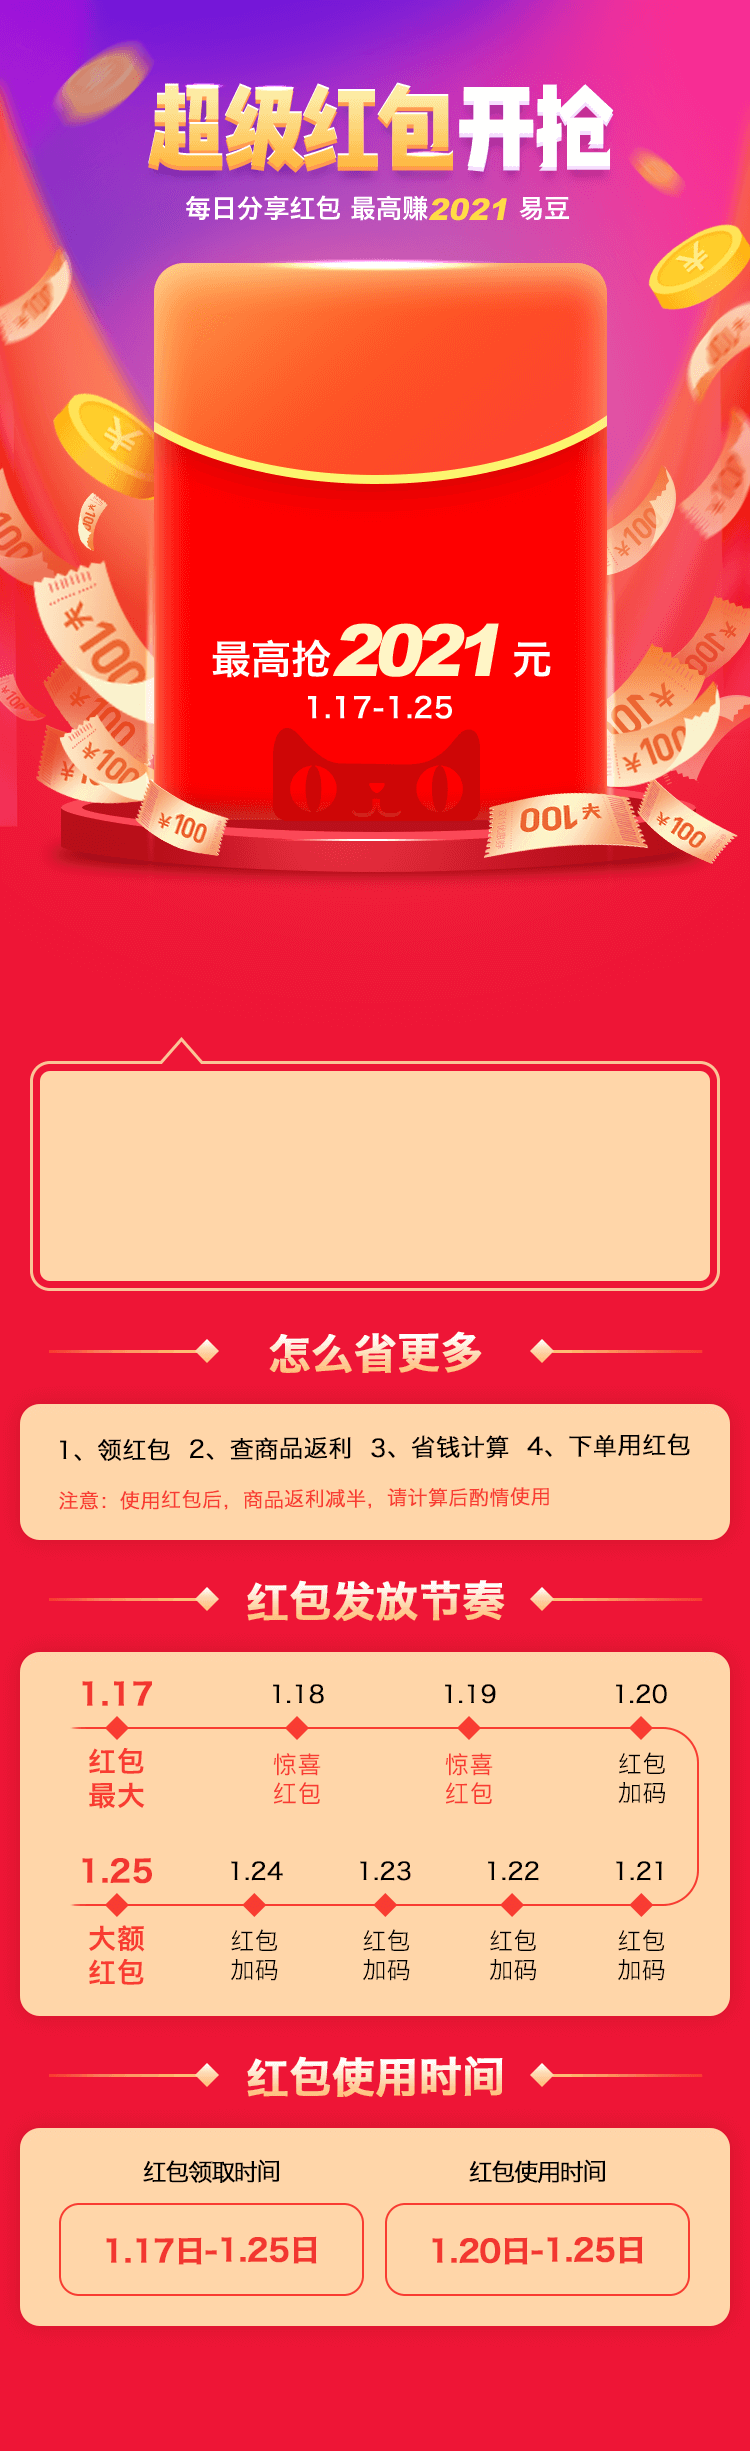 超级红包开抢
每日分享红包 最高赚2021 易豆
最高抢2021元
1.17-1.25
¥100
¥100
¥100
¥100
¥100
¥100
¥100
¥100
怎么省更多
1、领红包 2、查商品返利 3、省钱计算 4、下单用红包
注意：使用红包后，商品返利减半，请计算后酌情使用
红包发放节奏
1.17 1.18 1.19 1.20
红包 惊喜 惊喜 红包
最大 红包 红包 加码
1.25 1.24 1.23 1.22 1.21
大额 红包 红包 红包 红包
红包 加码 加码 加码 加码
红包使用时间
红包领取时间 红包使用时间
1.17日-1.25日 1.20日-1.25日